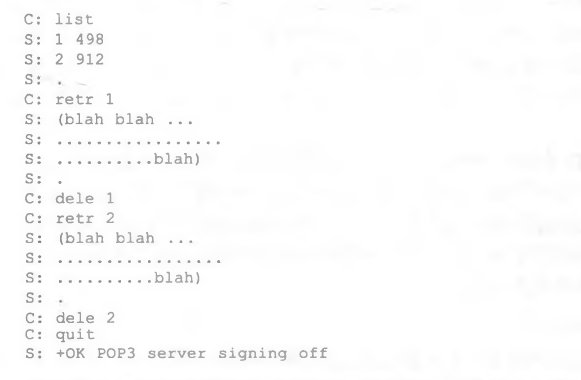 C: list
S: 1 498
S: 2 912
S: .
C: retr 1
S: (blah blah ...
S: .................
S: ..........blah)
S: .
C: dele 1
C: retr 2
S: (blah blah ...
S: .................
S: ..........blah)
S: .
C: dele 2
C: quit
S: +OK POP3 server signing off